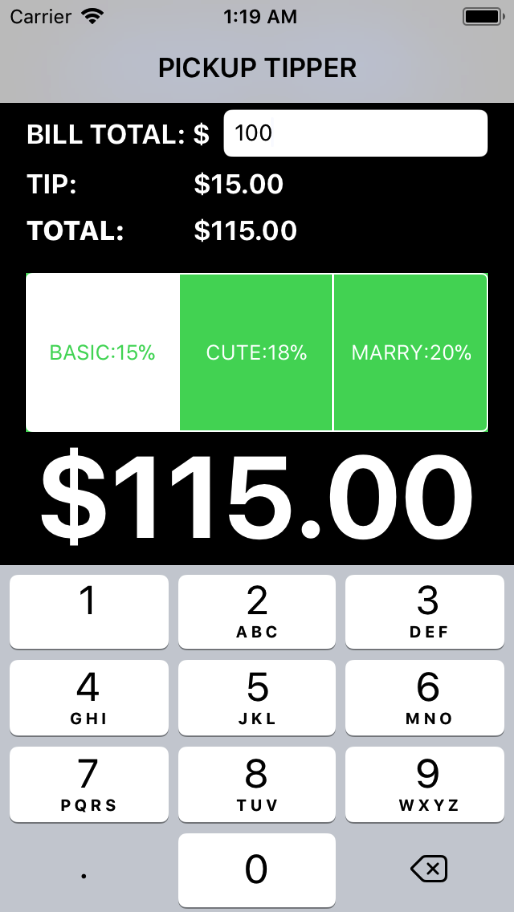 Carrier 1:19 AM
PICKUP TIPPER
BILL TOTAL: $ 100
TIP: $15.00
TOTAL: $115.00
BASIC:15% CUTE:18% MARRY:20%
$115.00
1 2 3
ABC DEF
4 5 6
GHI JKL MNO
7 8 9
PQRS TUV WXYZ
. 0